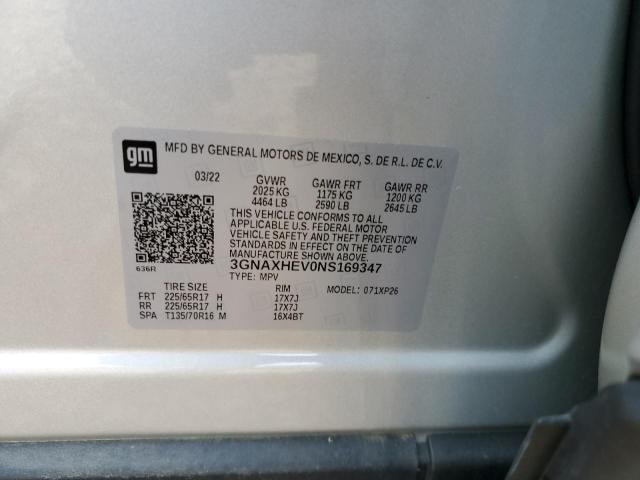 gm
MFD BY GENERAL MOTORS DE MEXICO, S. DE R.L. DE C.V.
03/22 GVWR GAWR FRT GAWR RR
2025 KG 1175 KG 1200 KG
4464 LB 2590 LB 2645 LB
THIS VEHICLE CONFORMS TO ALL
APPLICABLE U.S. FEDERAL MOTOR
VEHICLE SAFETY AND THEFT PREVENTION
STANDARDS IN EFFECT ON THE DATE OF
MANUFACTURE SHOWN ABOVE.
3GNAXHEV0NS169347
636R
TYPE: MPV
TIRE SIZE RIM MODEL: 071XP26
FRT 225/65R17 H 17X7J
RR 225/65R17 H 17X7J
SPA T135/70R16 M 16X4BT